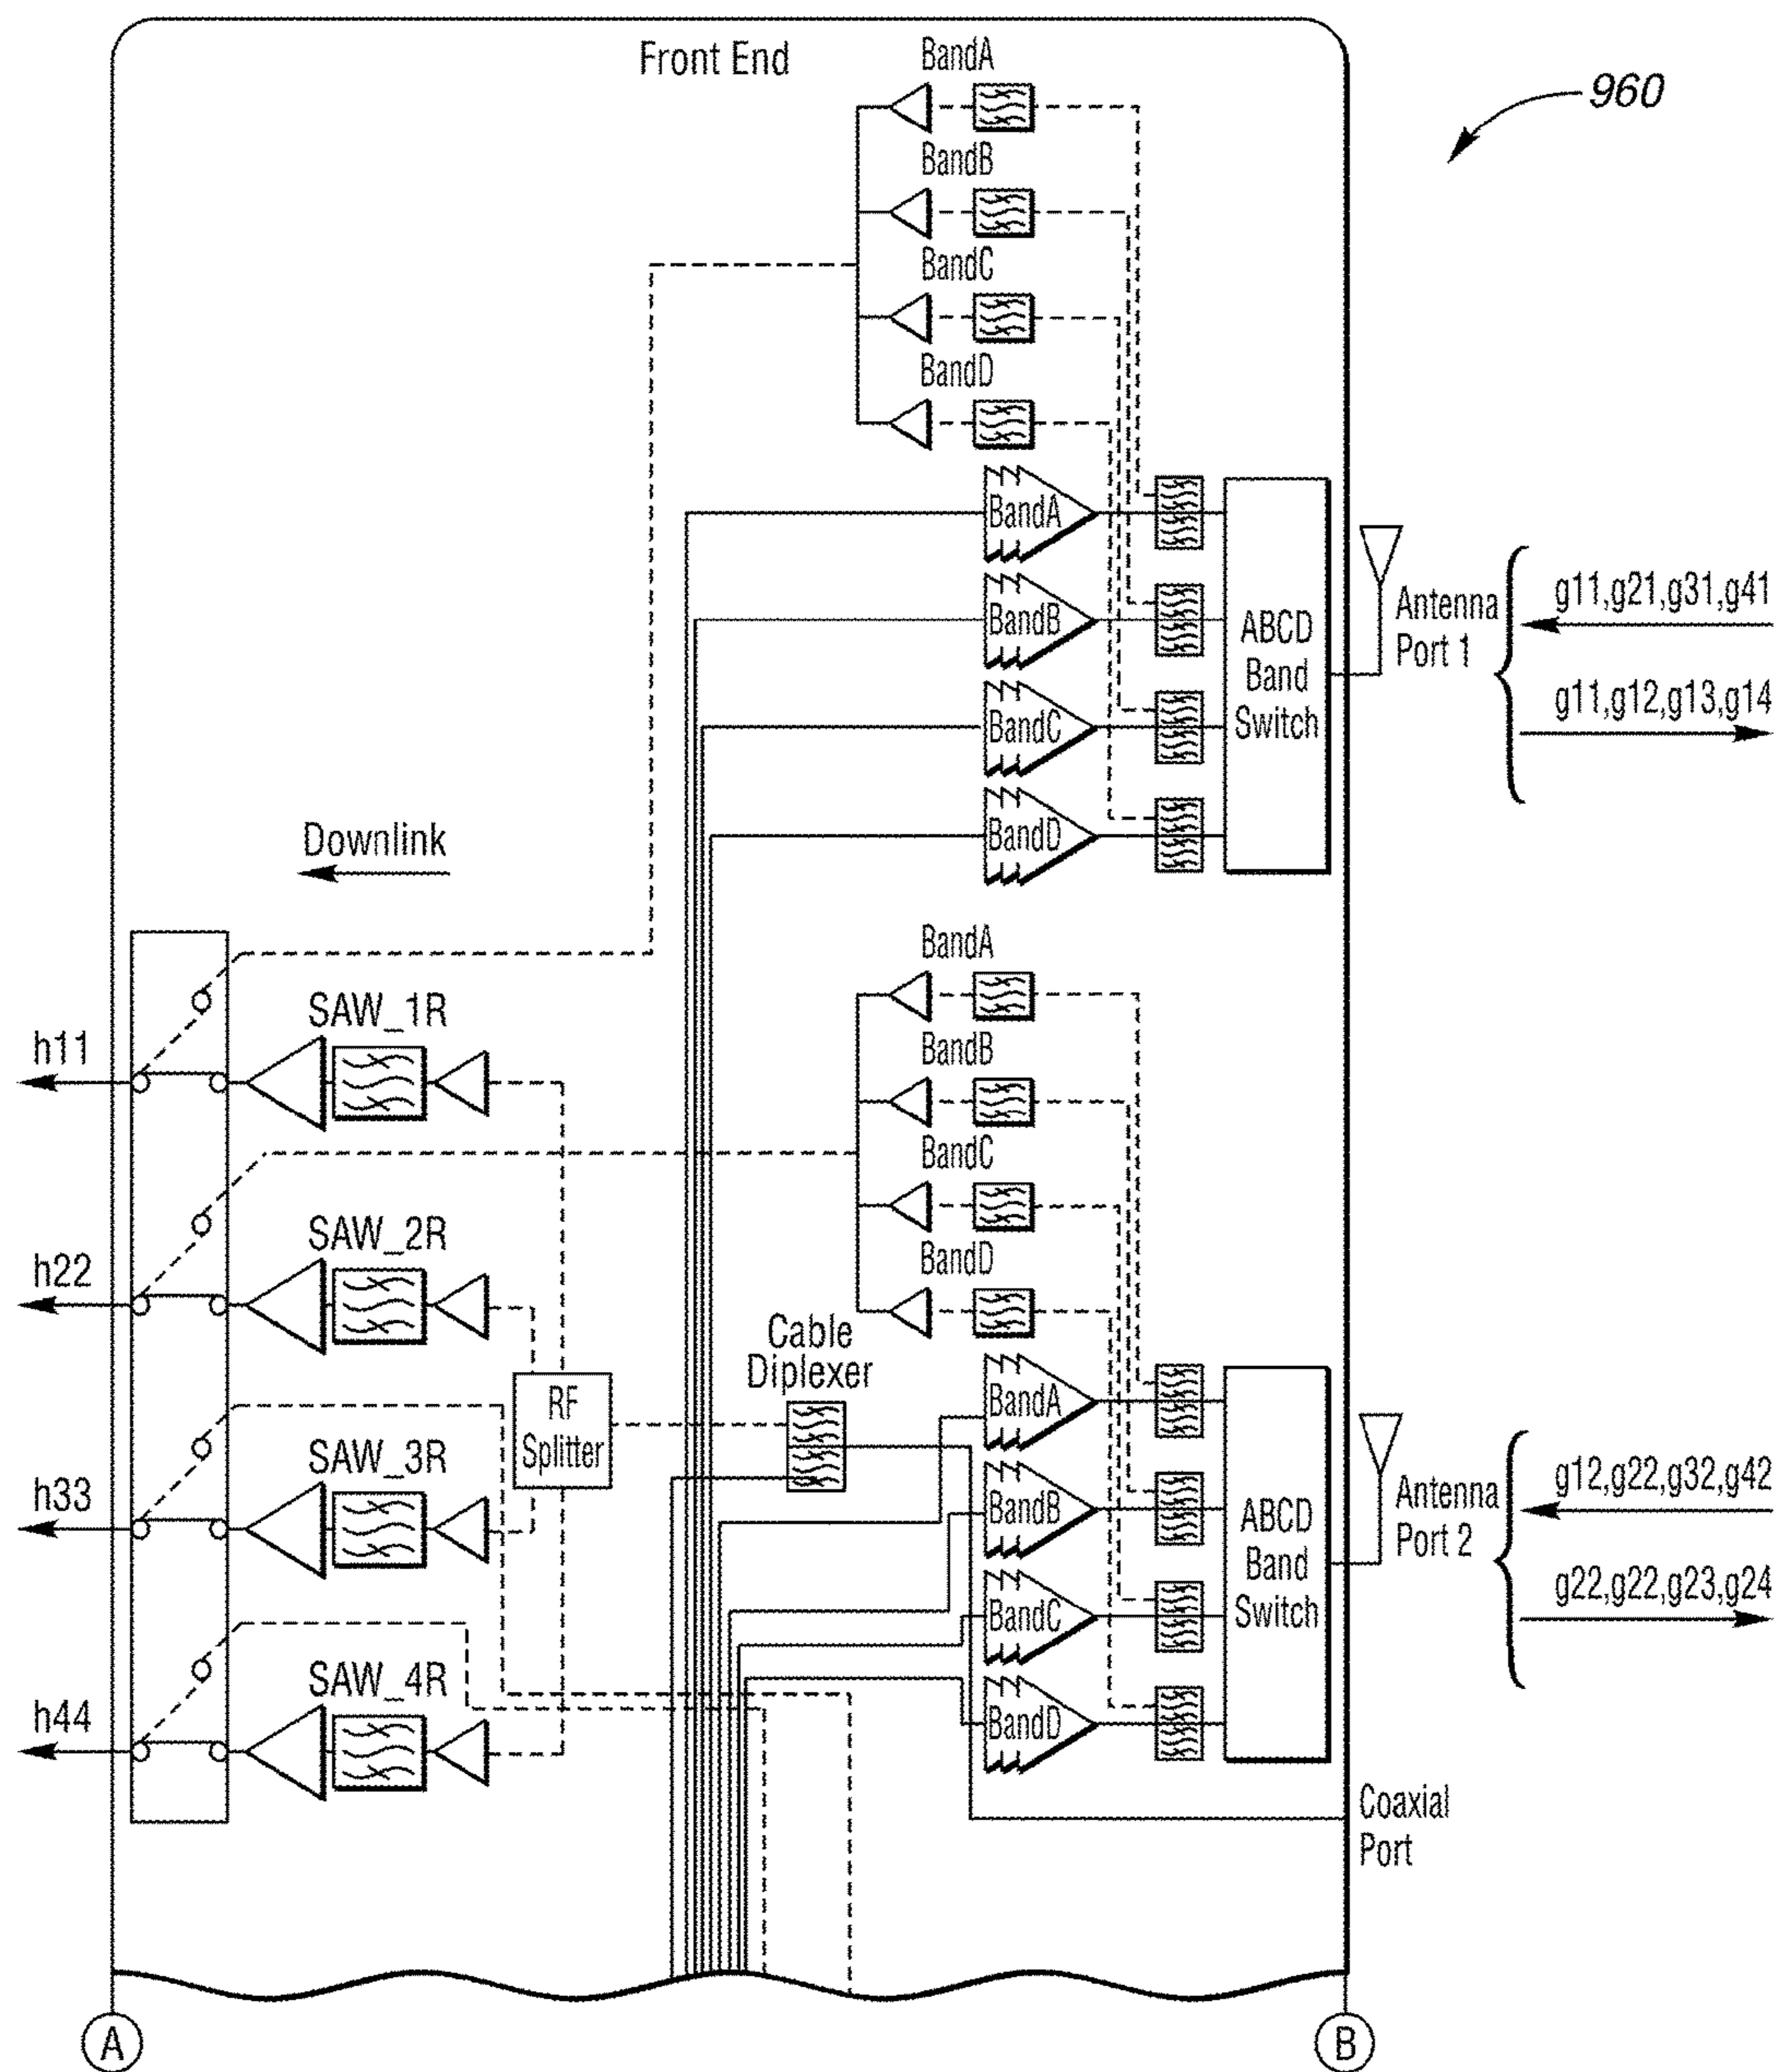 Front End
960
BandA
BandB
BandC
BandD
BandA
BandB
BandC
BandD
ABCD
Band
Switch
Antenna
Port 1
g11,g21,g31,g41
g11,g12,g13,g14
Downlink
h11
SAW_1R
h22
SAW_2R
h33
SAW_3R
h44
SAW_4R
RF
Splitter
Cable
Diplexer
BandA
BandB
BandC
BandD
BandA
BandB
BandC
BandD
ABCD
Band
Switch
Antenna
Port 2
g12,g22,g32,g42
g22,g22,g23,g24
Coaxial
Port
A
B